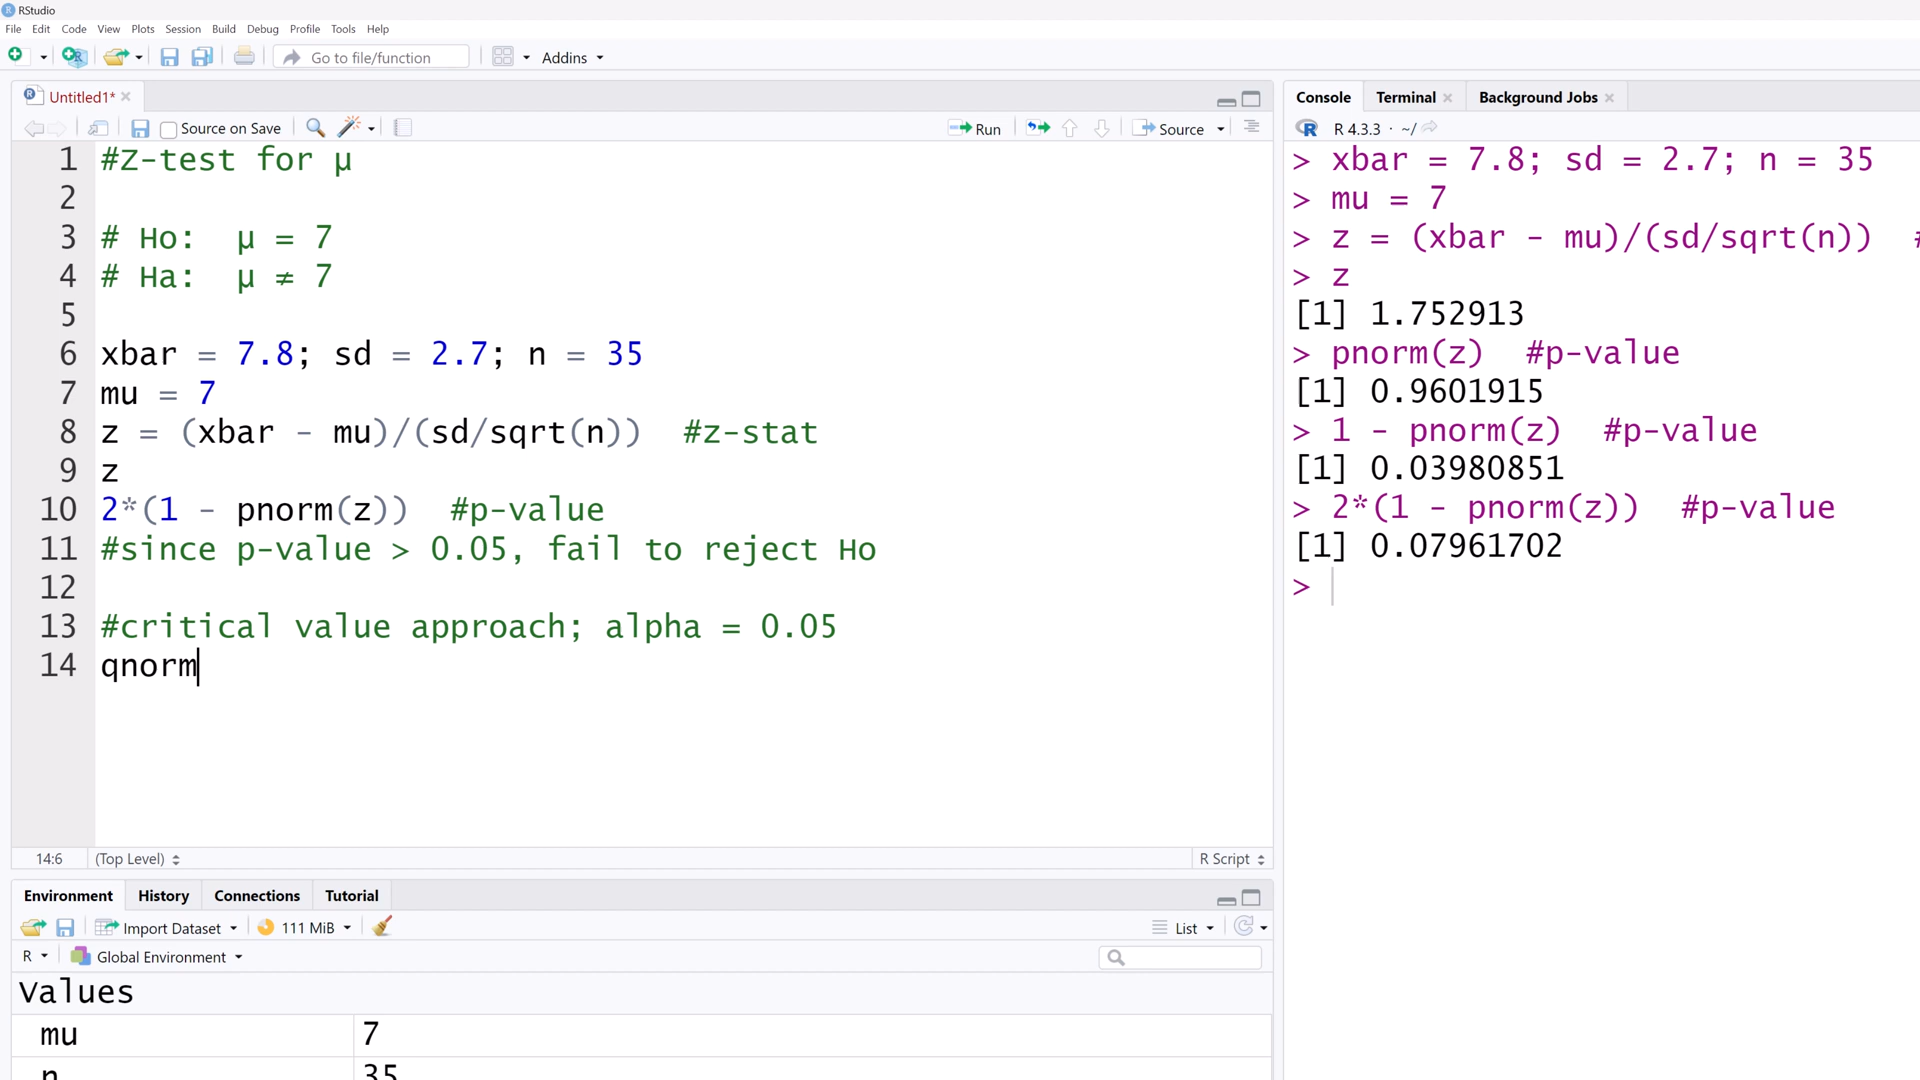 RStudio
File Edit Code View Plots Session Build Debug Profile Tools Help
Go to file/function Addins
Untitled1*
Source on Save Run Source
1 #Z-test for µ
2
3 # Ho: µ = 7
4 # Ha: µ ≠ 7
5
6 xbar = 7.8; sd = 2.7; n = 35
7 mu = 7
8 z = (xbar - mu)/(sd/sqrt(n)) #z-stat
9 z
10 2*(1 - pnorm(z)) #p-value
11 #since p-value > 0.05, fail to reject Ho
12
13 #critical value approach; alpha = 0.05
14 qnorm
14:6 (Top Level) R Script
Environment History Connections Tutorial
Import Dataset 111 MiB List
R Global Environment
Values
mu 7
n 35
Console Terminal Background Jobs
R 4.3.3 · ~/
> xbar = 7.8; sd = 2.7; n = 35
> mu = 7
> z = (xbar - mu)/(sd/sqrt(n)) #
> z
[1] 1.752913
> pnorm(z) #p-value
[1] 0.9601915
> 1 - pnorm(z) #p-value
[1] 0.03980851
> 2*(1 - pnorm(z)) #p-value
[1] 0.07961702
>